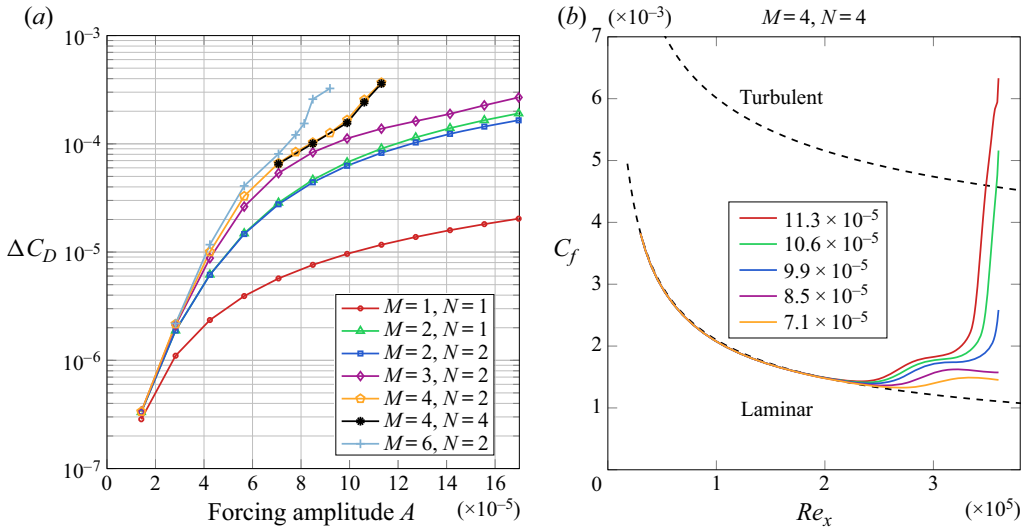 (a)
10⁻³
10⁻⁴
ΔC_D
10⁻⁵
10⁻⁶
10⁻⁷
M = 1, N = 1
M = 2, N = 1
M = 2, N = 2
M = 3, N = 2
M = 4, N = 2
M = 4, N = 4
M = 6, N = 2
0 2 4 6 8 10 12 14 16
Forcing amplitude A (×10⁻⁵)
(b) (×10⁻³) M = 4, N = 4
7
6
5
4
C_f
3
2
1
Turbulent
11.3 × 10⁻⁵
10.6 × 10⁻⁵
9.9 × 10⁻⁵
8.5 × 10⁻⁵
7.1 × 10⁻⁵
Laminar
0 1 2 3
Re_x (×10⁵)